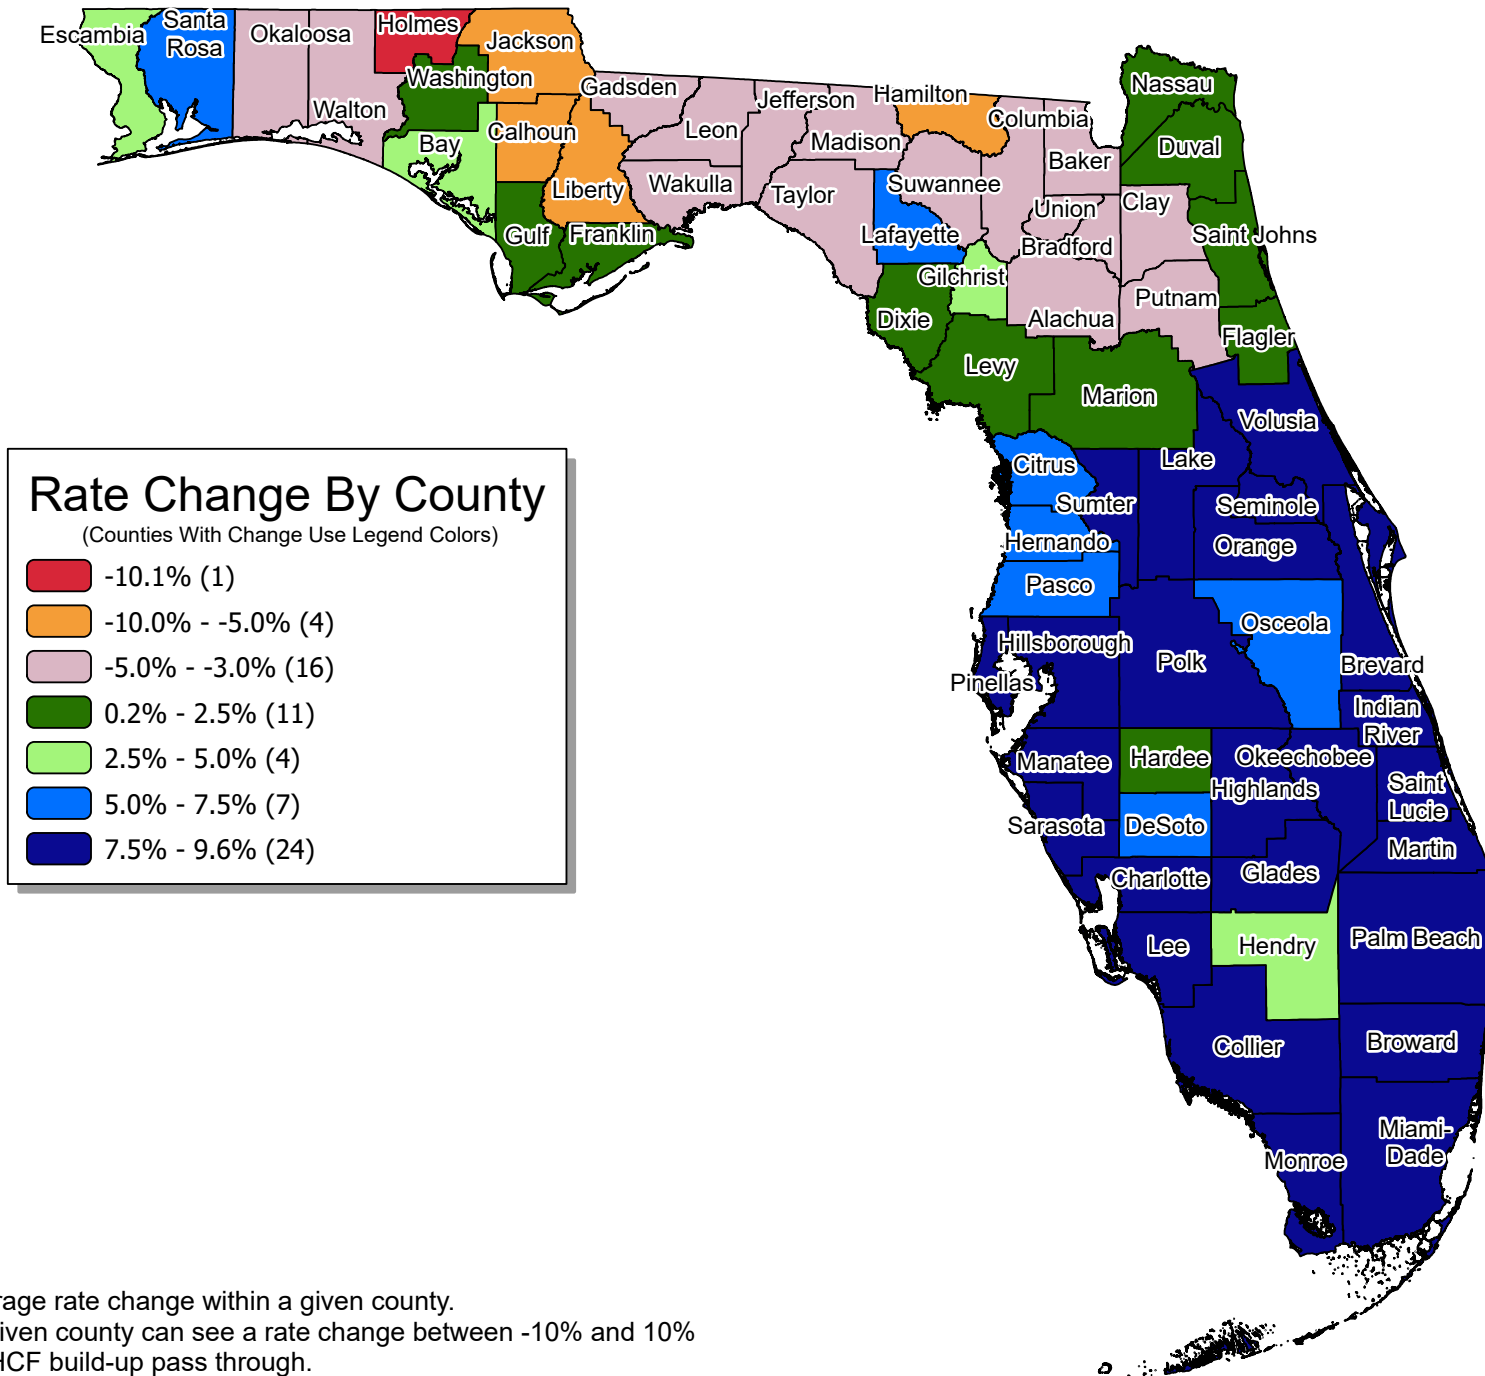 Escambia
Santa
Rosa
Okaloosa
Walton
Holmes
Jackson
Washington
Bay
Calhoun
Gadsden
Liberty
Gulf
Franklin
Leon
Wakulla
Jefferson
Madison
Taylor
Hamilton
Suwannee
Lafayette
Columbia
Baker
Union
Bradford
Clay
Nassau
Duval
Saint Johns
Gilchrist
Dixie
Alachua
Putnam
Flagler
Levy
Marion
Volusia
Citrus
Sumter
Lake
Seminole
Orange
Hernando
Pasco
Osceola
Hillsborough
Polk
Pinellas
Brevard
Indian
River
Manatee
Hardee
Okeechobee
Highlands
Saint
Lucie
Sarasota
DeSoto
Martin
Charlotte
Glades
Lee
Hendry
Palm Beach
Collier
Broward
Miami-
Dade
Monroe
Rate Change By County
(Counties With Change Use Legend Colors)
-10.1% (1)
-10.0% - -5.0% (4)
-5.0% - -3.0% (16)
0.2% - 2.5% (11)
2.5% - 5.0% (4)
5.0% - 7.5% (7)
7.5% - 9.6% (24)
rage rate change within a given county.
iven county can see a rate change between -10% and 10%
HCF build-up pass through.